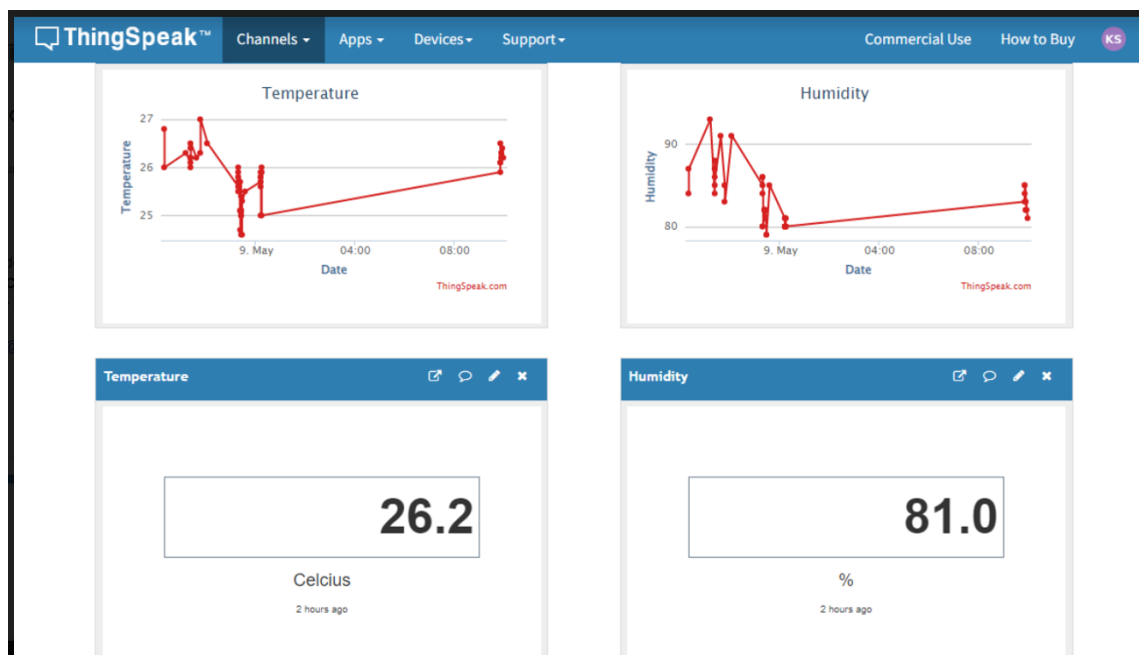 ThingSpeak™ Channels Apps Devices Support Commercial Use How to Buy KS
Temperature
27
26
25
Temperature
9. May 04:00 08:00
Date
ThingSpeak.com
Humidity
90
80
Humidity
9. May 04:00 08:00
Date
ThingSpeak.com
Temperature
26.2
Celcius
2 hours ago
Humidity
81.0
%
2 hours ago